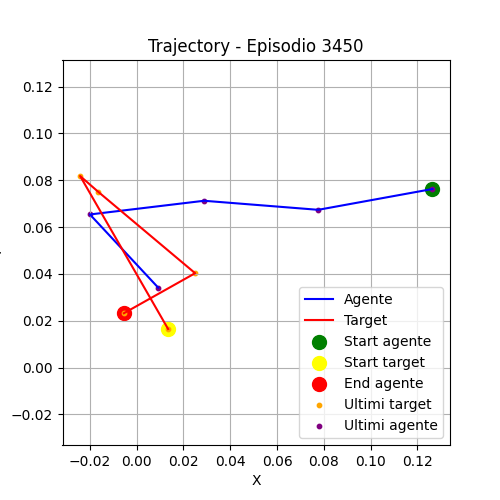 Trajectory - Episodio 3450
0.12
0.10
0.08
0.06
0.04
0.02
0.00
−0.02
−0.02 0.00 0.02 0.04 0.06 0.08 0.10 0.12
X
Agente
Target
Start agente
Start target
End agente
Ultimi target
Ultimi agente